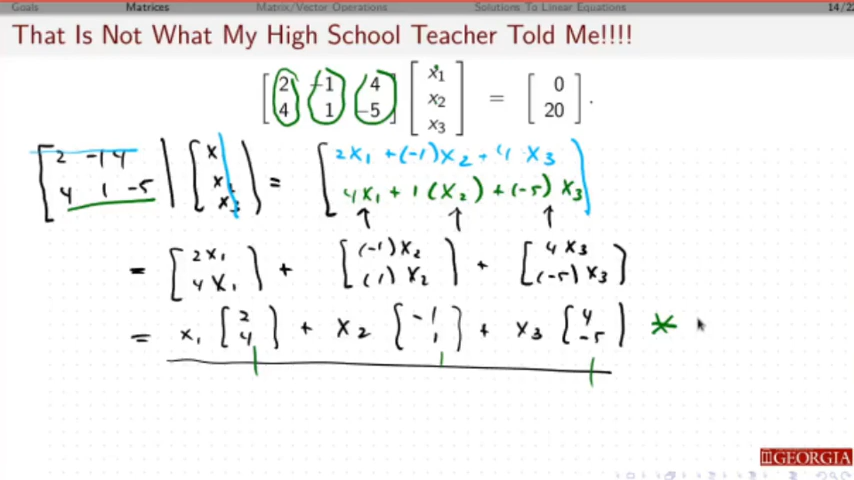 Goals Matrices Matrix/Vector Operations Solutions To Linear Equations 14/22
That Is Not What My High School Teacher Told Me!!!!
[ 2 −1 4 ] [ x1 ] = [ 0 ]
[ 4 1 −5 ] [ x2 ] [ 20 ] .
[ x3 ]
[ 2 -1 4 ] [ x ] = [ 2x1 + (-1)x2 + 4 x3 ]
[ 4 1 -5 ] [ x2 ] [ 4x1 + 1(x2) + (-5) x3 ]
[ x3 ]
= [ 2x1 ] + [ (-1)x2 ] + [ 4x3 ]
[ 4x1 ] [ (1)x2 ] [ (-5)x3 ]
= x1 [ 2 ] + x2 [ -1 ] + x3 [ 4 ] *
[ 4 ] [ 1 ] [ -5 ]
GEORGIA